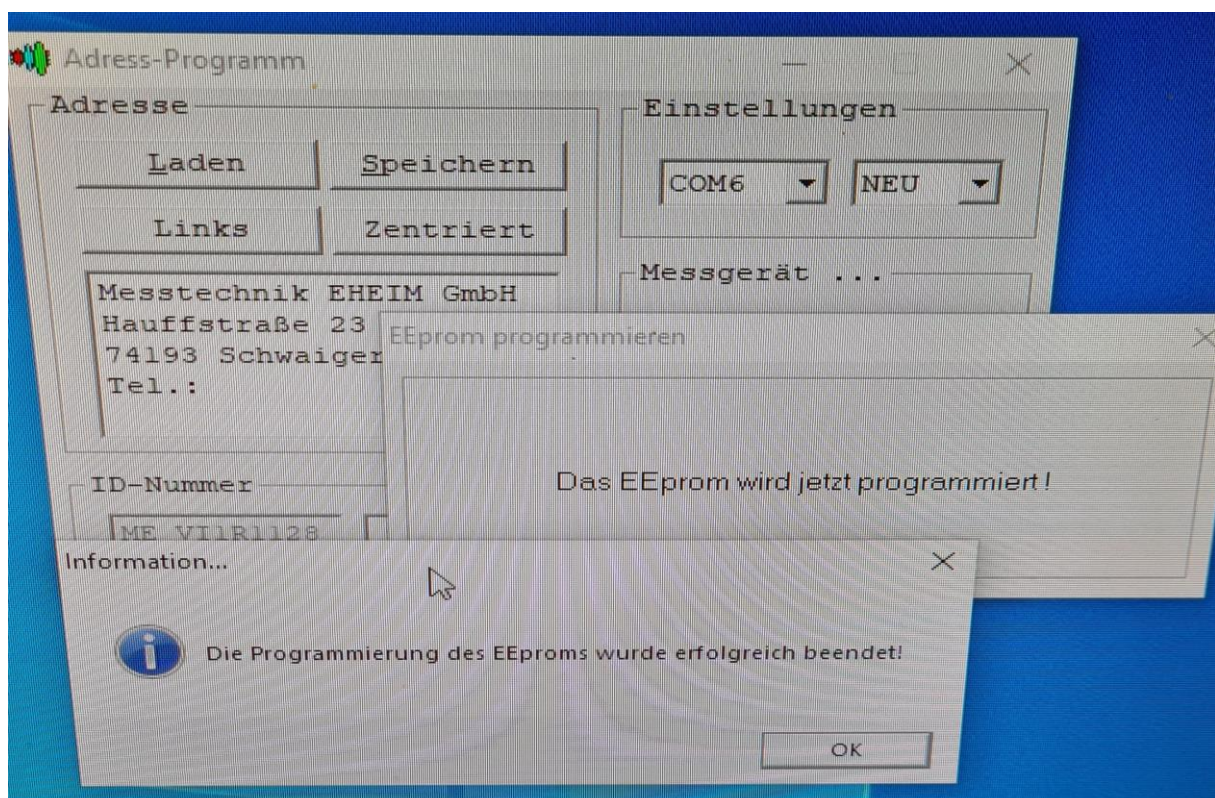 Adress-Programm
Adresse
Laden
Speichern
Links
Zentriert
Messtechnik EHEIM GmbH
Hauffstraße 23
74193 Schwaiger
Tel.:
Einstellungen
COM6
NEU
Messgerät ...
EEprom programmieren
Das EEprom wird jetzt programmiert!
ID-Nummer
ME VI1R1128
Information...
Die Programmierung des EEproms wurde erfolgreich beendet!
OK